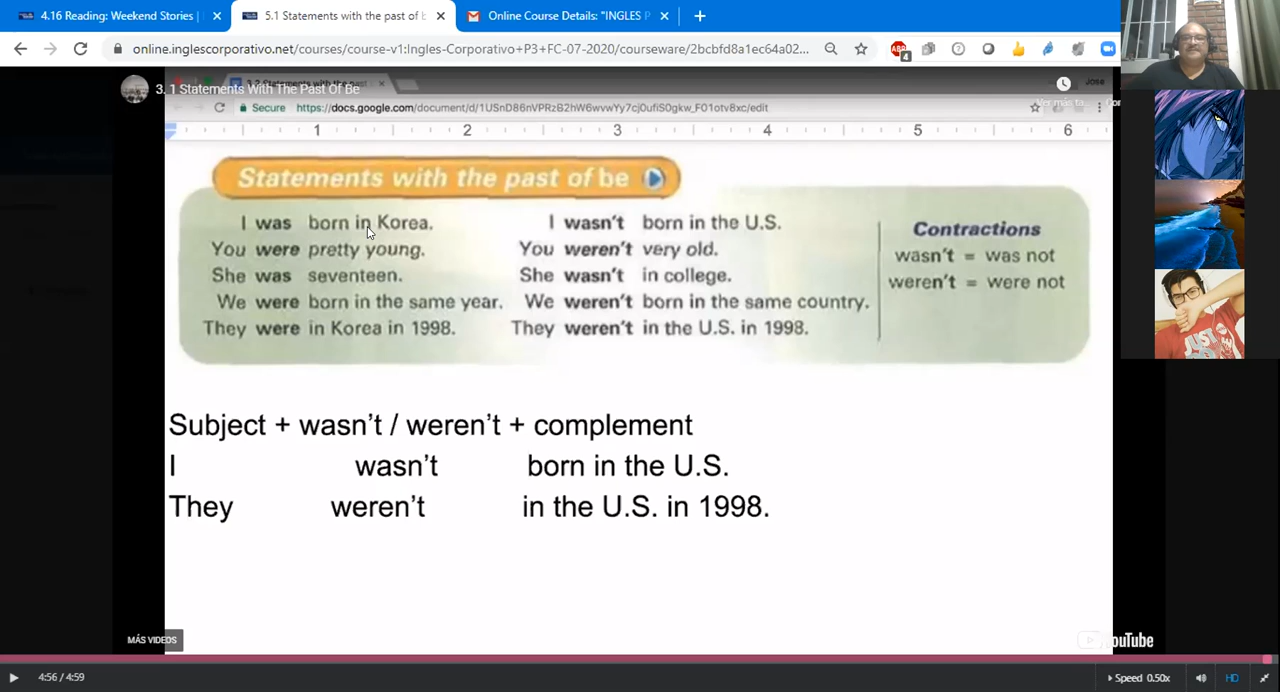 4.16 Reading: Weekend Stories |
5.1 Statements with the past of b
Online Course Details: "INGLES P
online.inglescorporativo.net/courses/course-v1:Ingles-Corporativo+P3+FC-07-2020/courseware/2bcbfd8a1ec64a02...
ABP
4
3. 1 Statements With The Past Of Be
Jose
Secure https://docs.google.com/document/d/1USnD86nVPRzB2hW6wvwYy7cj0ufiS0gkw_F01otv8xc/edit
1 2 3 4 5 6
Statements with the past of be
I was born in Korea. I wasn't born in the U.S.
You were pretty young. You weren't very old.
She was seventeen. She wasn't in college.
We were born in the same year. We weren't born in the same country.
They were in Korea in 1998. They weren't in the U.S. in 1998.
Contractions
wasn't = was not
weren't = were not
Subject + wasn't / weren't + complement
I wasn't born in the U.S.
They weren't in the U.S. in 1998.
JUST
MÁS VIDEOS
YouTube
4:56 / 4:59
Speed 0.50x
HD